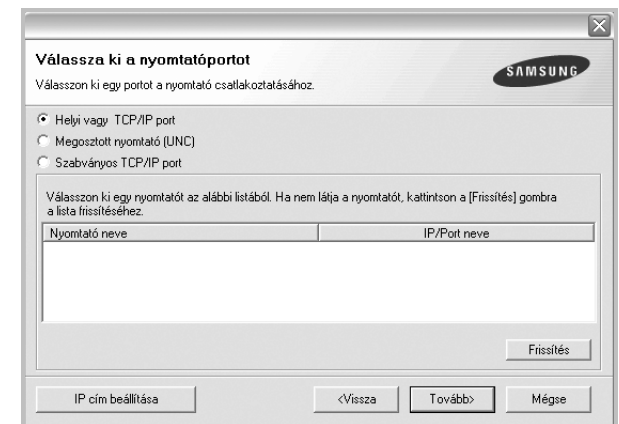 Válassza ki a nyomtatóportot
Válasszon ki egy portot a nyomtató csatlakoztatásához.
SAMSUNG
Helyi vagy TCP/IP port
Megosztott nyomtató (UNC)
Szabványos TCP/IP port
Válasszon ki egy nyomtatót az alábbi listából. Ha nem látja a nyomtatót, kattintson a [Frissítés] gombra
a lista frissítéséhez.
Nyomtató neve IP/Port neve
Frissítés
IP cím beállítása <Vissza Tovább> Mégse